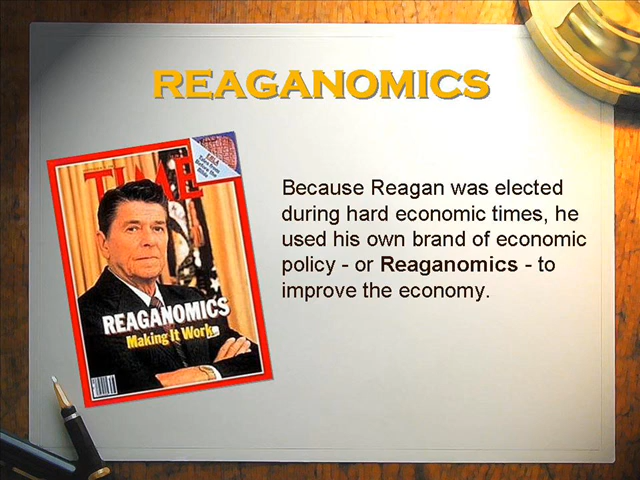 REAGANOMICS
TIME
REAGANOMICS
Making It Work
Because Reagan was elected
during hard economic times, he
used his own brand of economic
policy - or Reaganomics - to
improve the economy.